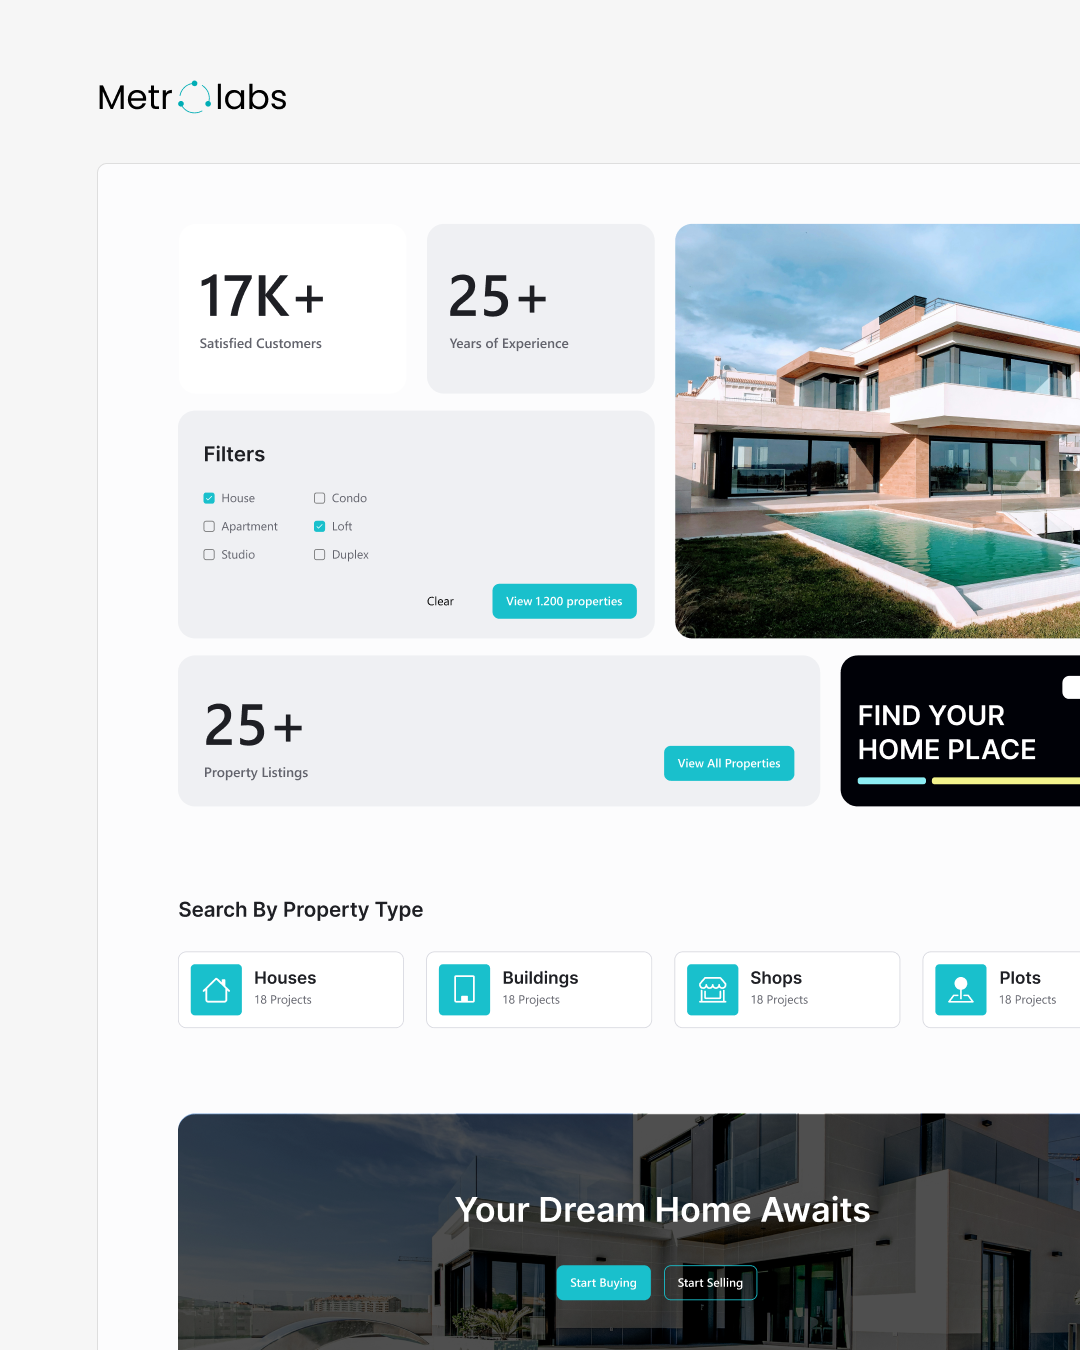 Metr labs
17K+
Satisfied Customers
25+
Years of Experience
Filters
House
Condo
Apartment
Loft
Studio
Duplex
Clear
View 1.200 properties
25+
Property Listings
View All Properties
FIND YOUR
HOME PLACE
Search By Property Type
Houses
18 Projects
Buildings
18 Projects
Shops
18 Projects
Plots
18 Projects
Your Dream Home Awaits
Start Buying
Start Selling